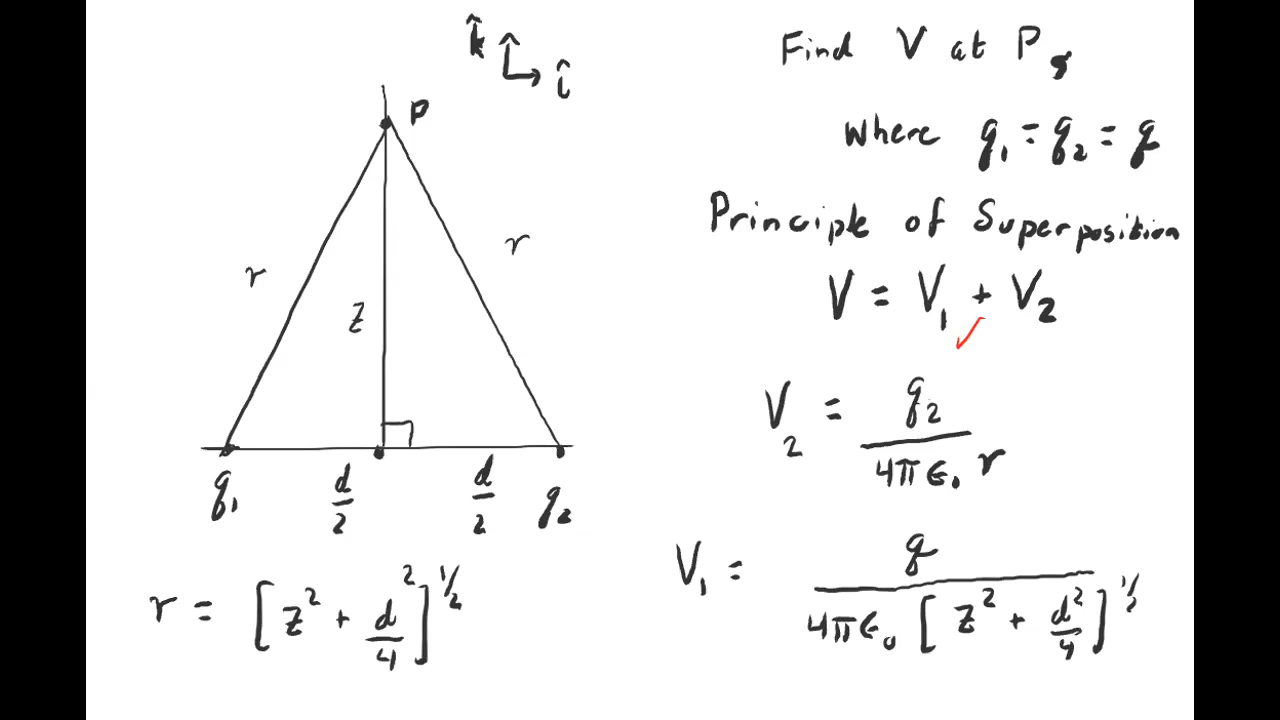 k̂
î
P
r
r
z
q₁
d/2
d/2
q₂
r = [z² + d²/4]^1/2
Find V at P,
where q₁ = q₂ = q
Principle of Superposition
V = V₁ + V₂
V₂ = q₂ / 4πϵ₀ r
V₁ = q / 4πϵ₀ [z² + d²/4]^1/2